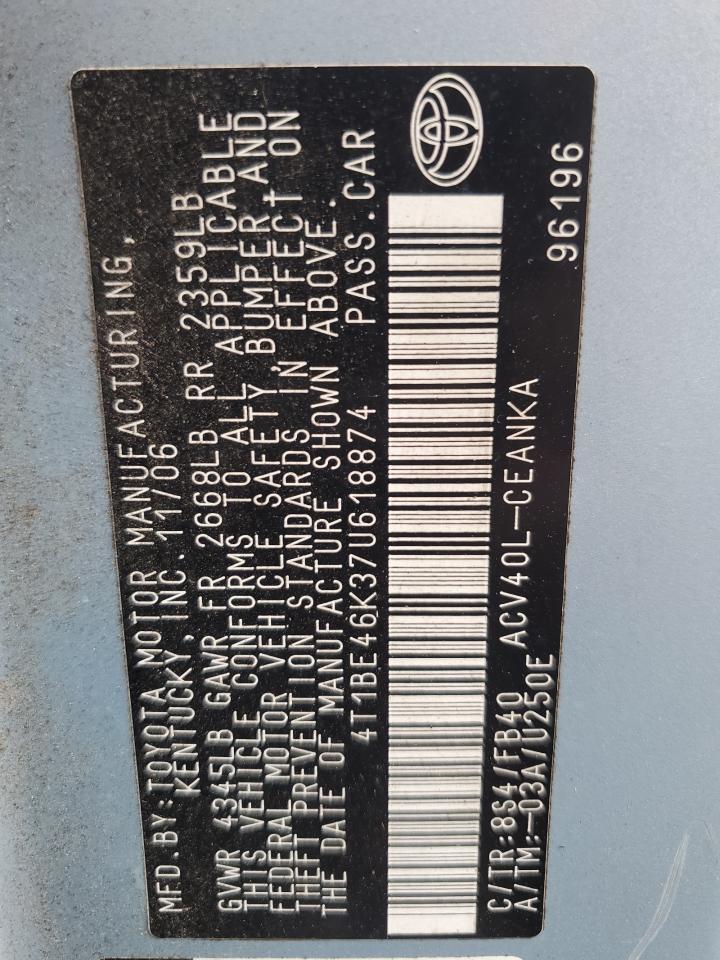 MFD.BY:TOYOTA MOTOR MANUFACTURING,
KENTUCKY, INC. 11/06
GVWR 4345LB GAWR FR 2668LB RR 2359LB
THIS VEHICLE CONFORMS TO ALL APPLICABLE
FEDERAL MOTOR VEHICLE SAFETY, BUMPER AND
THEFT PREVENTION STANDARDS IN EFFECT ON
THE DATE OF MANUFACTURE SHOWN ABOVE.
4T1BE46K37U618874 PASS.CAR
C/TR:8S4/FB40 ACV40L-CEANKA
A/TM:-03A/U250E 96196